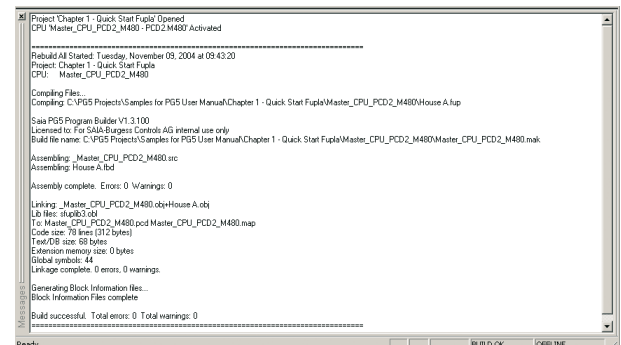 Project 'Chapter 1 - Quick Start Fupla' Opened
CPU 'Master_CPU_PCD2_M480 - PCD2.M480' Activated
================================================================================
Rebuild All Started: Tuesday, November 09, 2004 at 09:43:20
Project: Chapter 1 - Quick Start Fupla
CPU: Master_CPU_PCD2_M480
Compiling Files...
Compiling: C:\PG5 Projects\Samples for PG5 User Manual\Chapter 1 - Quick Start Fupla\Master_CPU_PCD2_M480\House A.fup
Saia PG5 Program Builder V1.3.100
Licensed to: For SAIA-Burgess Controls AG internal use only
Build file name: C:\PG5 Projects\Samples for PG5 User Manual\Chapter 1 - Quick Start Fupla\Master_CPU_PCD2_M480\Master_CPU_PCD2_M480.mak
Assembling: _Master_CPU_PCD2_M480.src
Assembling: House A.fbd
Assembly complete. Errors: 0 Warnings: 0
Linking: _Master_CPU_PCD2_M480.obj+House A.obj
Lib files: sfuplib3.obl
To: Master_CPU_PCD2_M480.pcd Master_CPU_PCD2_M480.map
Code size: 78 lines (312 bytes)
Text/DB size: 68 bytes
Extension memory size: 0 bytes
Global symbols: 44
Linkage complete. 0 errors, 0 warnings.
Generating Block Information files...
Block Information Files complete
Build successful. Total errors: 0 Total warnings: 0
================================================================================
Messages
Ready
BUILD OK
OFFLINE